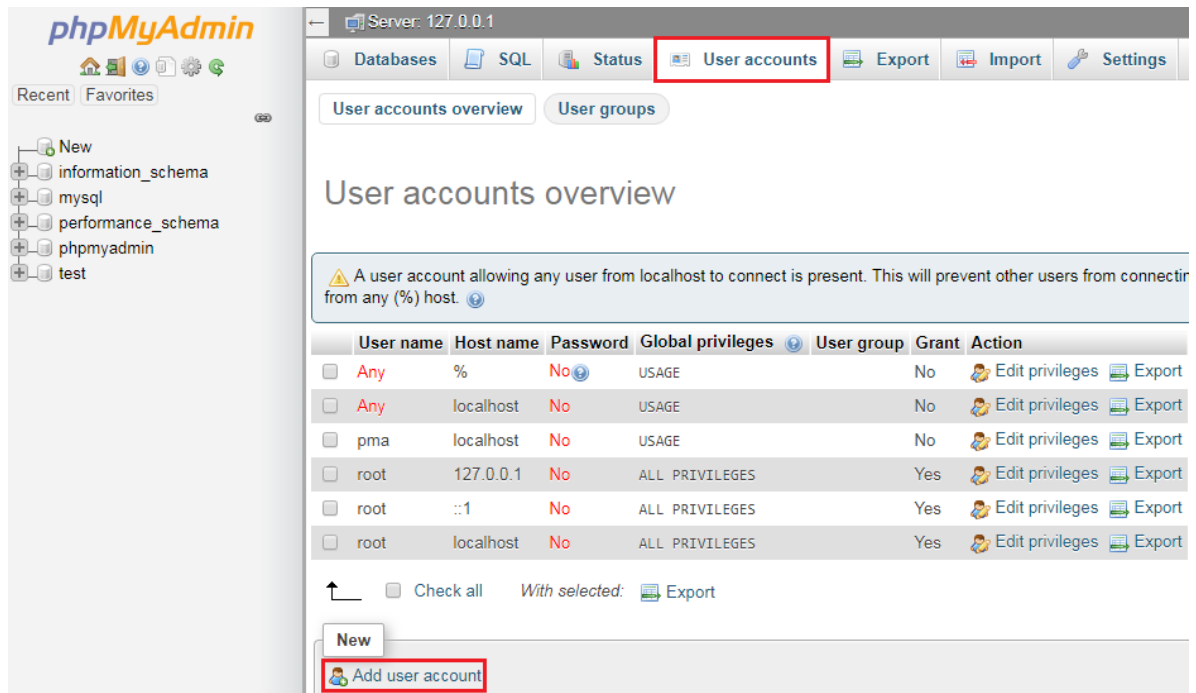 phpMyAdmin
Recent Favorites
New
information_schema
mysql
performance_schema
phpmyadmin
test
Server: 127.0.0.1
Databases SQL Status User accounts Export Import Settings
User accounts overview User groups
User accounts overview
A user account allowing any user from localhost to connect is present. This will prevent other users from connectin
from any (%) host.
User name Host name Password Global privileges User group Grant Action
Any % No USAGE No Edit privileges Export
Any localhost No USAGE No Edit privileges Export
pma localhost No USAGE No Edit privileges Export
root 127.0.0.1 No ALL PRIVILEGES Yes Edit privileges Export
root ::1 No ALL PRIVILEGES Yes Edit privileges Export
root localhost No ALL PRIVILEGES Yes Edit privileges Export
Check all With selected: Export
New
Add user account